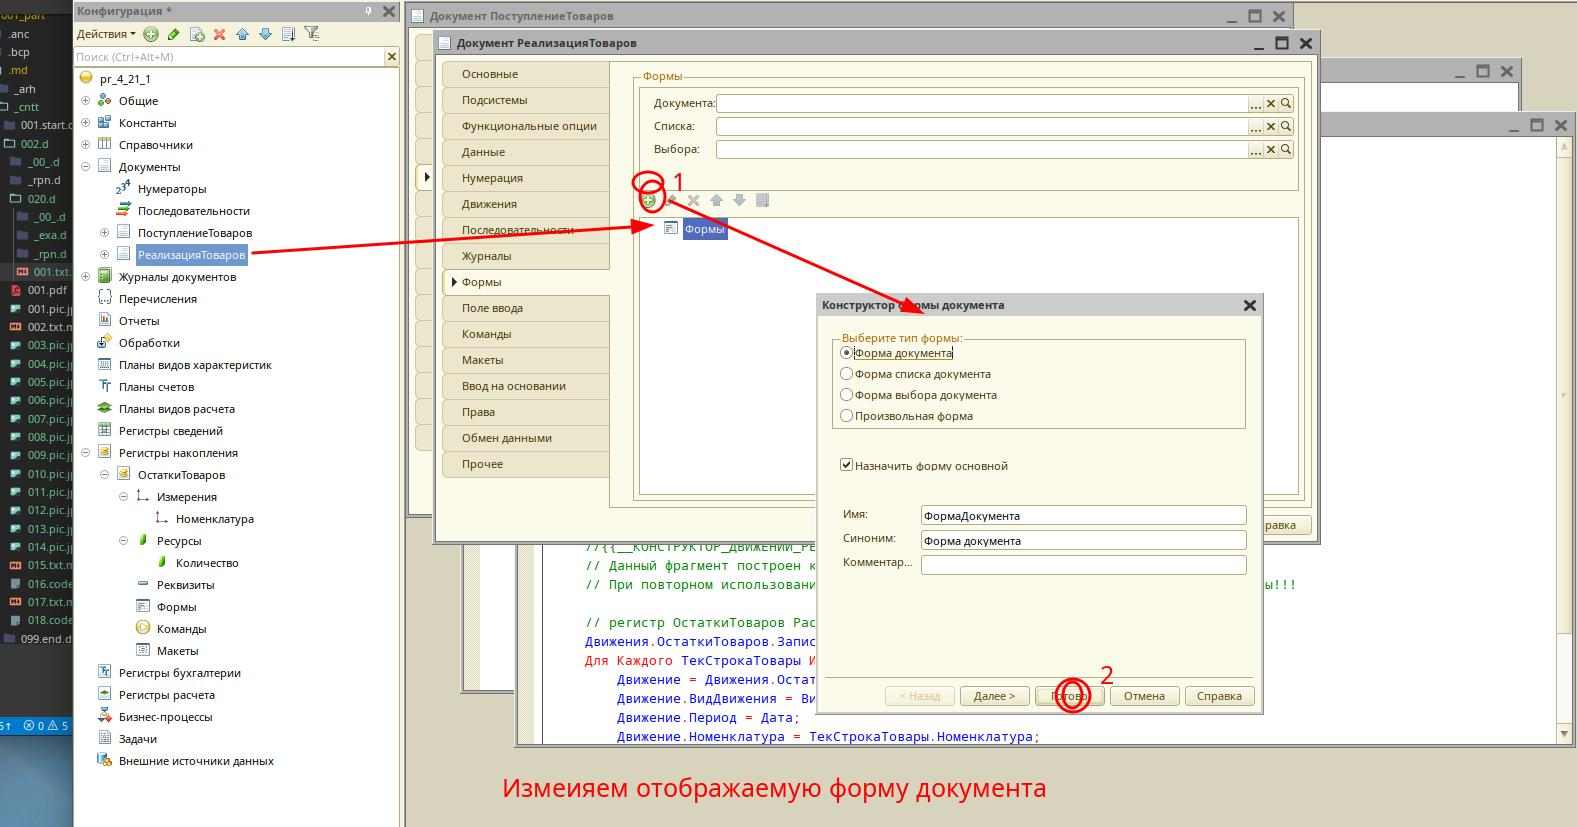 001_part
.anc
.bcp
.md
_arh
_cntt
001.start.d
002.d
_00_.d
_rpn.d
020.d
_00_.d
_exa.d
_rpn.d
001.txt.
001.pdf
001.pic.j
002.txt.m
003.pic.j
004.pic.j
005.pic.j
006.pic.j
007.pic.j
008.pic.j
009.pic.j
010.pic.j
011.pic.j
012.pic.j
013.pic.j
014.pic.j
015.txt.m
016.code
017.txt.m
018.code
099.end.d
0 5
Конфигурация *
Действия
Поиск (Ctrl+Alt+M)
pr_4_21_1
Общие
Константы
Справочники
Документы
Нумераторы
Последовательности
ПоступлениеТоваров
РеализацияТоваров
Журналы документов
Перечисления
Отчеты
Обработки
Планы видов характеристик
Планы счетов
Планы видов расчета
Регистры сведений
Регистры накопления
ОстаткиТоваров
Измерения
Номенклатура
Ресурсы
Количество
Реквизиты
Формы
Команды
Макеты
Регистры бухгалтерии
Регистры расчета
Бизнес-процессы
Задачи
Внешние источники данных
Документ ПоступлениеТоваров
Документ РеализацияТоваров
Основные
Подсистемы
Функциональные опции
Данные
Нумерация
Движения
Последовательности
Журналы
Формы
Поле ввода
Команды
Макеты
Ввод на основании
Права
Обмен данными
Прочее
Формы
Документа:
Списка:
Выбора:
1
Формы
равка
Конструктор формы документа
Выберите тип формы:
Форма документа
Форма списка документа
Форма выбора документа
Произвольная форма
Назначить форму основной
Имя: ФормаДокумента
Синоним: Форма документа
Комментар...
2
< Назад Далее > Готово Отмена Справка
//{{__КОНСТРУКТОР_ДВИЖЕНИЙ_РЕ
// Данный фрагмент построен к
// При повторном использовани ы!!!
// регистр ОстаткиТоваров Рас
Движения.ОстаткиТоваров.Запис
Для Каждого ТекСтрокаТовары И
Движение = Движения.Остат
Движение.ВидДвижения = Ви
Движение.Период = Дата;
Движение.Номенклатура = ТекСтрокаТовары.Номенклатура;
Измеияем отображаемую форму документа